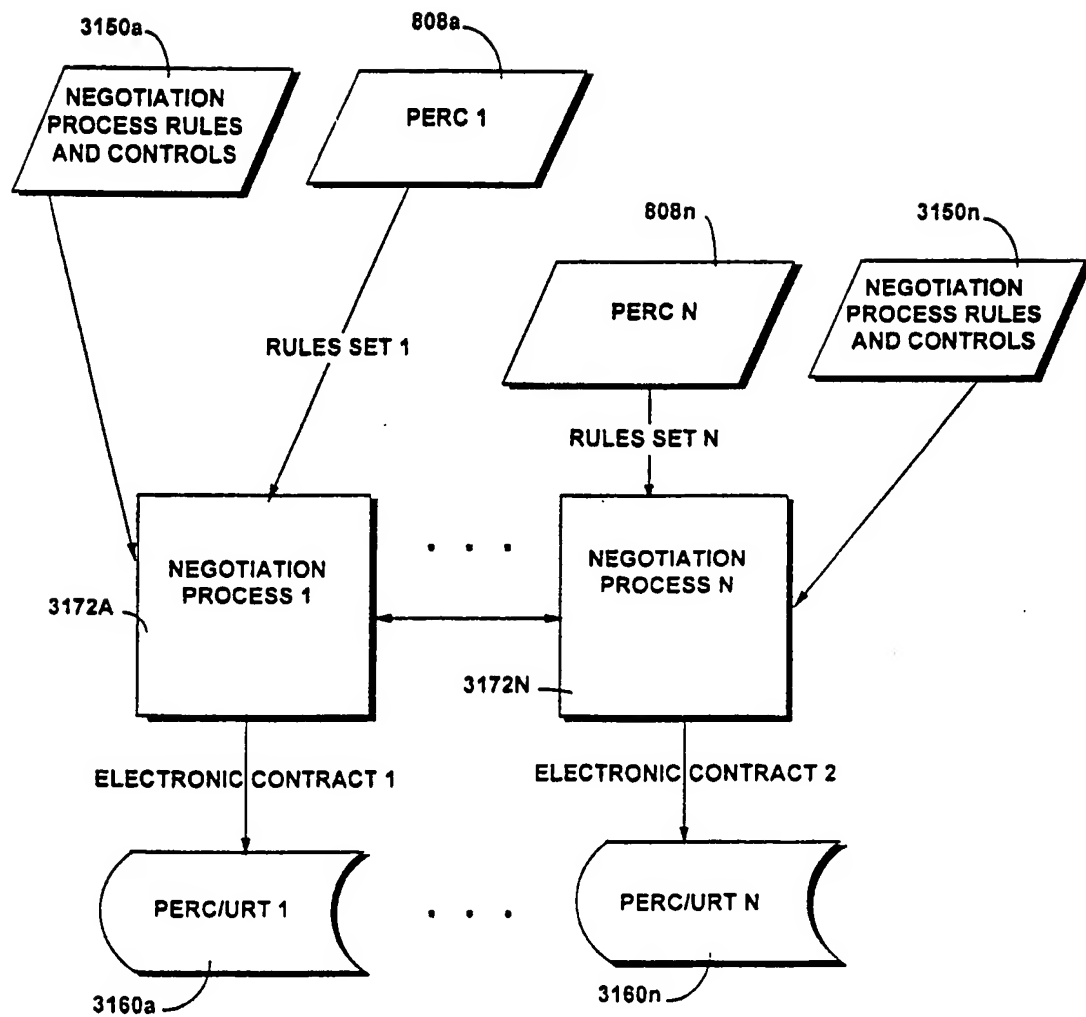 3150a
808a
NEGOTIATION
PROCESS RULES
AND CONTROLS
PERC 1
808n
3150n
PERC N
NEGOTIATION
PROCESS RULES
AND CONTROLS
RULES SET 1
RULES SET N
NEGOTIATION
PROCESS 1
. . .
NEGOTIATION
PROCESS N
3172A
3172N
ELECTRONIC CONTRACT 1
ELECTRONIC CONTRACT 2
PERC/URT 1
. . .
PERC/URT N
3160a
3160n